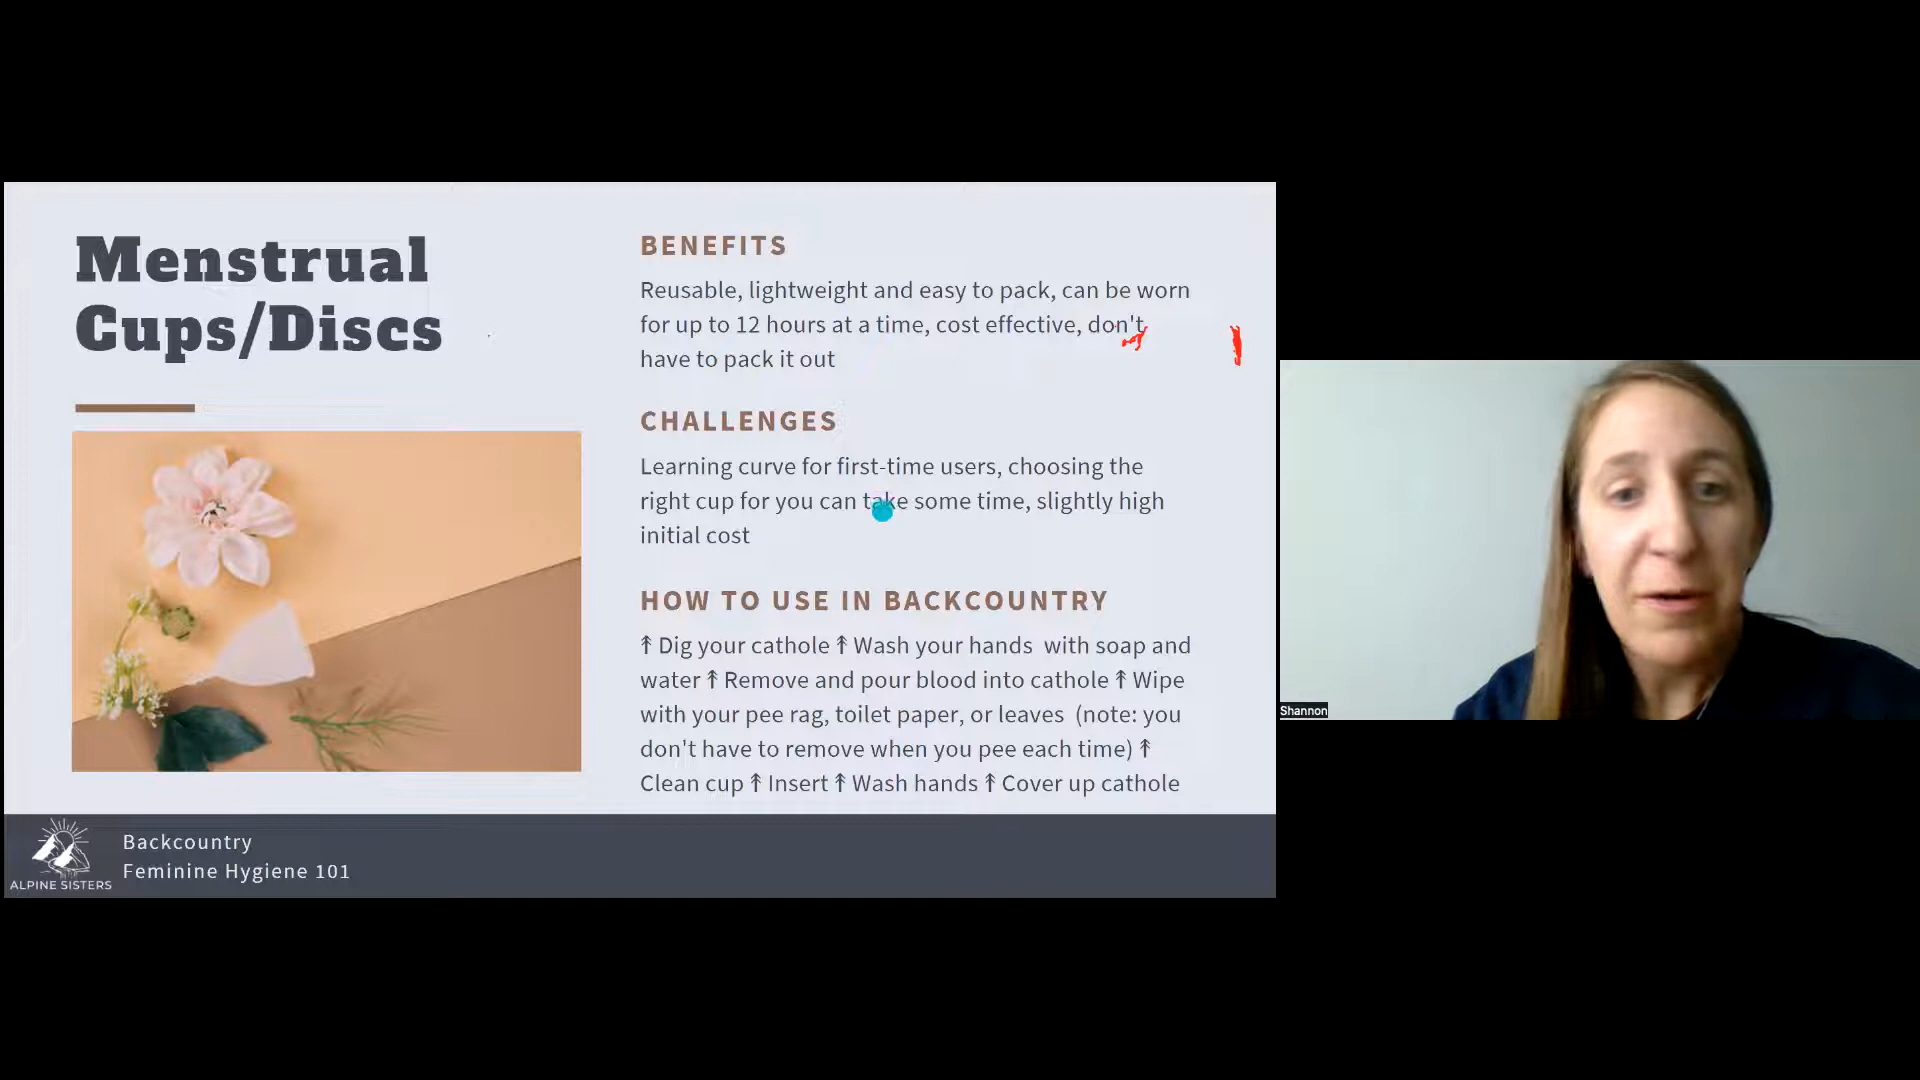 Menstrual
Cups/Discs
BENEFITS
Reusable, lightweight and easy to pack, can be worn
for up to 12 hours at a time, cost effective, don't
have to pack it out
CHALLENGES
Learning curve for first-time users, choosing the
right cup for you can take some time, slightly high
initial cost
HOW TO USE IN BACKCOUNTRY
↟ Dig your cathole ↟ Wash your hands with soap and
water ↟ Remove and pour blood into cathole ↟ Wipe
with your pee rag, toilet paper, or leaves (note: you
don't have to remove when you pee each time) ↟
Clean cup ↟ Insert ↟ Wash hands ↟ Cover up cathole
ALPINE SISTERS
Backcountry
Feminine Hygiene 101
Shannon